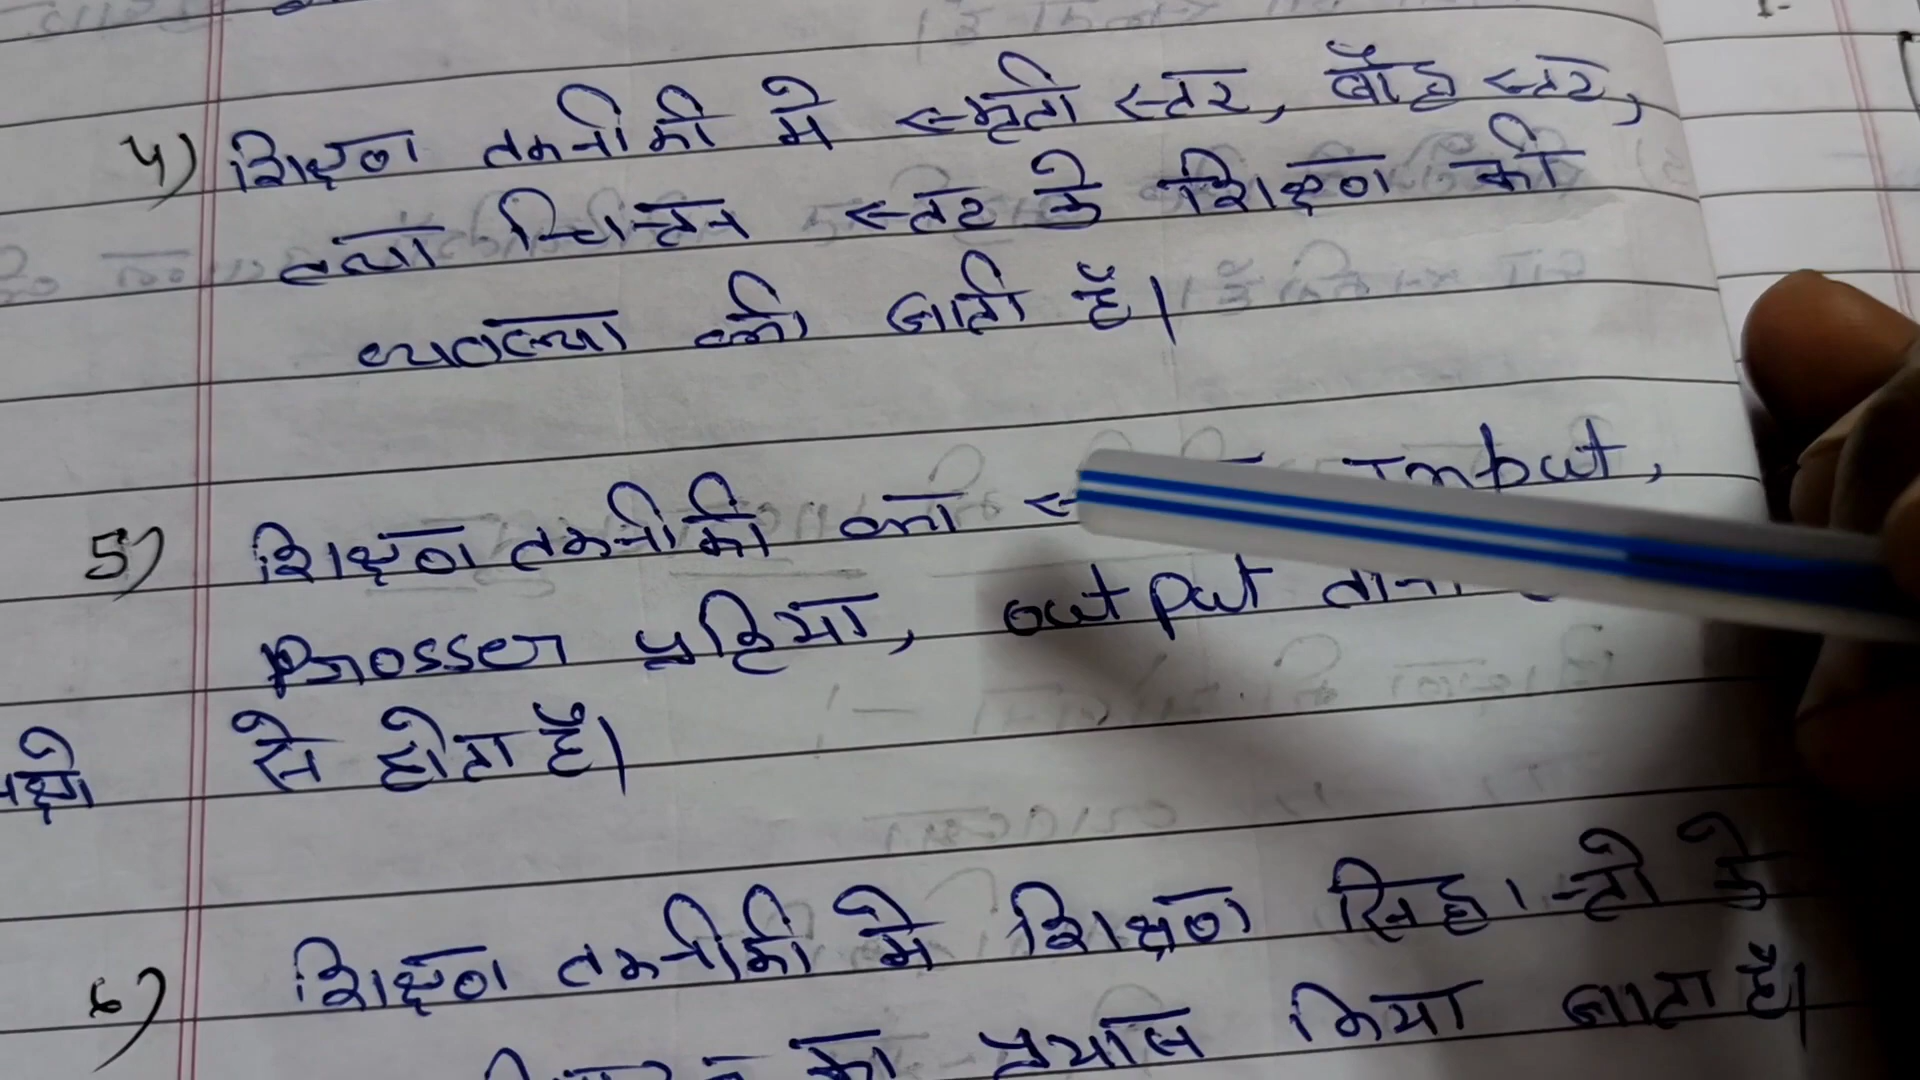 4) शिक्षण तकनीकी मे स्मृती स्तर, बौद्ध स्तर,
तथा चिन्तन स्तर के शिक्षण की
व्यवस्था की जाती है।
5) शिक्षण तकनीकी का Input,
Prosser प्रक्रिया, output
से होता है।
6) शिक्षण तकनीकी मे शिक्षण सिद्धान्तो के
का प्रयास किया जाता है।